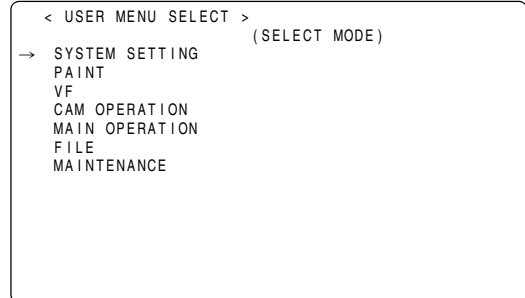 < USER MENU SELECT >
(SELECT MODE)
→ SYSTEM SETTING
PAINT
VF
CAM OPERATION
MAIN OPERATION
FILE
MAINTENANCE